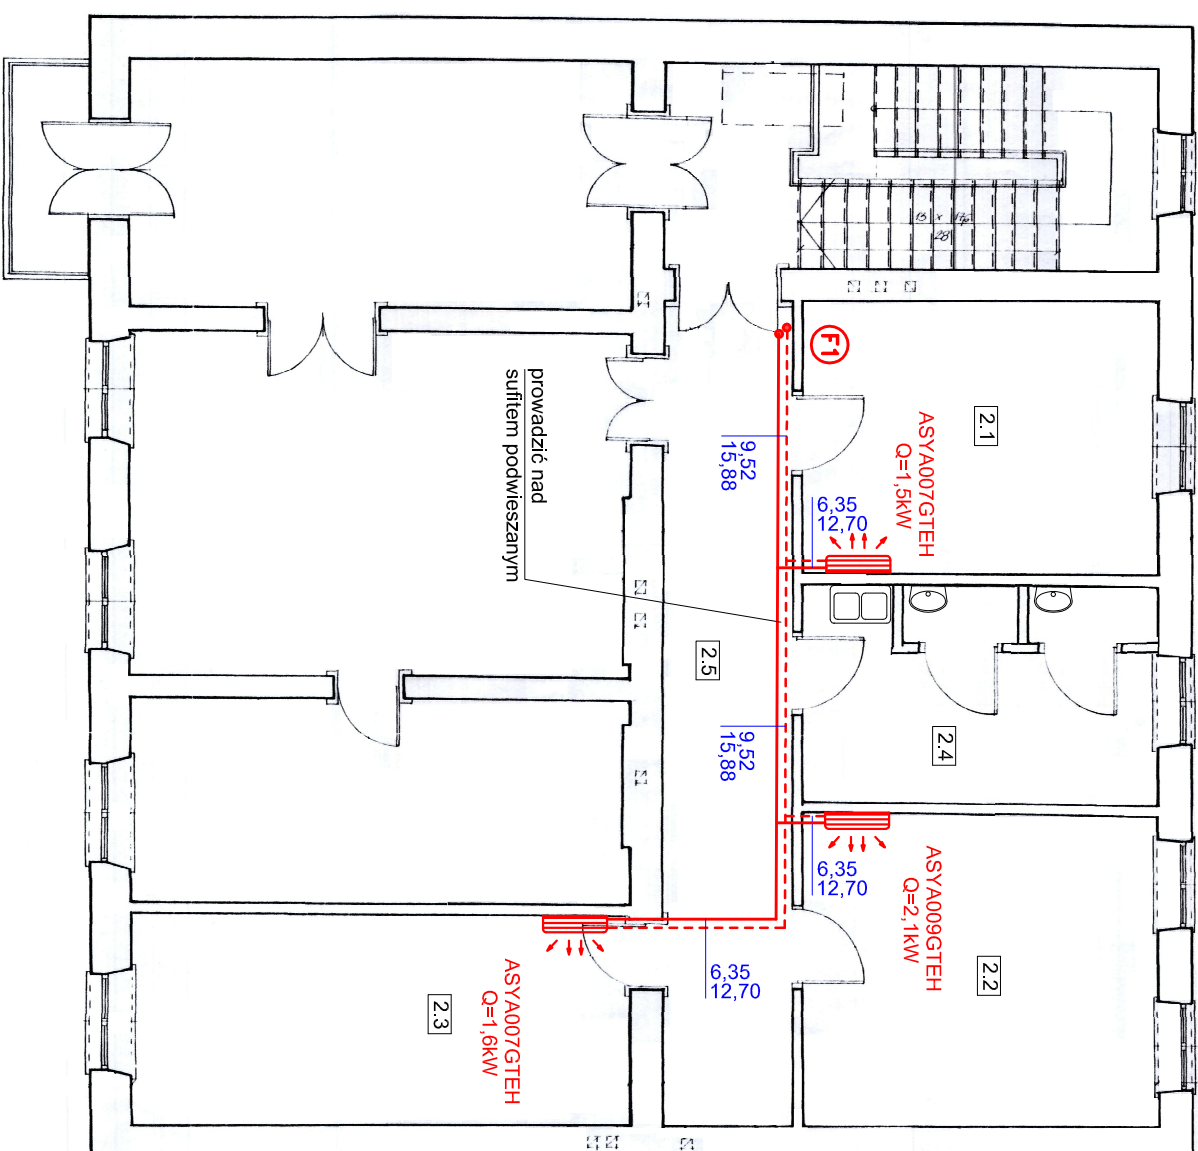 13 x 17,6
28
F1
2.1
ASYA007GTEH
Q=1,5kW
prowadzić nad
sufitem podwieszanym
9,52
15,88
6,35
12,70
2.5
2.4
9,52
15,88
6,35
12,70
ASYA009GTEH
Q=2,1kW
2.2
6,35
12,70
ASYA007GTEH
Q=1,6kW
2.3